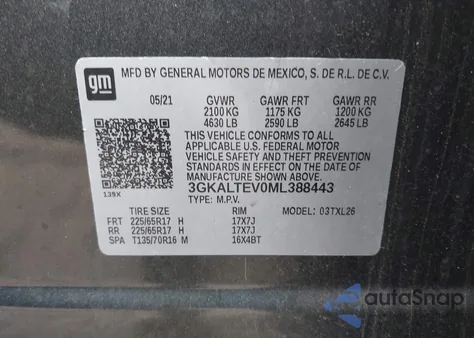 gm
MFD BY GENERAL MOTORS DE MEXICO, S. DE R.L. DE C.V.
05/21 GVWR GAWR FRT GAWR RR
2100 KG 1175 KG 1200 KG
4630 LB 2590 LB 2645 LB
THIS VEHICLE CONFORMS TO ALL
APPLICABLE U.S. FEDERAL MOTOR
VEHICLE SAFETY AND THEFT PREVENTION
STANDARDS IN EFFECT ON THE DATE OF
MANUFACTURE SHOWN ABOVE.
139X 3GKALTEV0ML388443
TYPE: M.P.V.
TIRE SIZE RIM MODEL: 03TXL26
FRT 225/65R17 H 17X7J
RR 225/65R17 H 17X7J
SPA T135/70R16 M 16X4BT
autoSnap